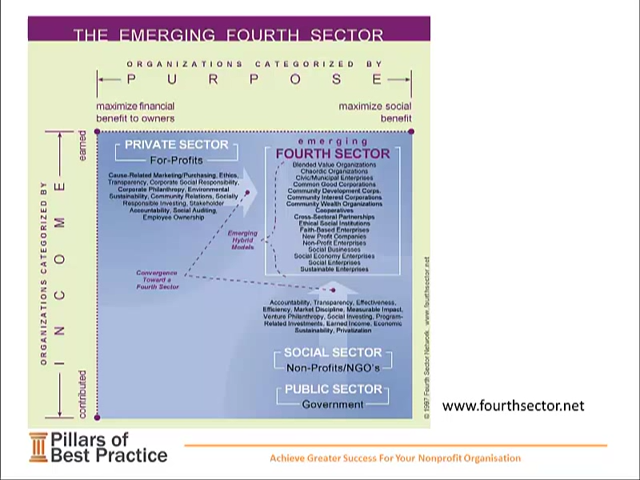 THE EMERGING FOURTH SECTOR
ORGANIZATIONS CATEGORIZED BY
PURPOSE
maximize financial
benefit to owners
maximize social
benefit
ORGANIZATIONS CATEGORIZED BY
INCOME
earned
contributed
PRIVATE SECTOR
For-Profits
Cause-Related Marketing/Purchasing, Ethics,
Transparency, Corporate Social Responsibility,
Corporate Philanthropy, Environmental
Sustainability, Community Relations, Socially
Responsible Investing, Stakeholder
Accountability, Social Auditing,
Employee Ownership
emerging
FOURTH SECTOR
Blended Value Organizations
Chaordic Organizations
Civic/Municipal Enterprises
Common Good Corporations
Community Development Corps.
Community Interest Corporations
Community Wealth Organizations
Cooperatives
Cross-Sectoral Partnerships
Ethical Social Institutions
Faith-Based Enterprises
New Profit Companies
Non-Profit Enterprises
Social Businesses
Social Economy Enterprises
Social Enterprises
Sustainable Enterprises
Emerging
Hybrid
Models
Convergence
Toward a
Fourth Sector
Accountability, Transparency, Effectiveness,
Efficiency, Market Discipline, Measurable Impact,
Venture Philanthropy, Social Investing, Program-
Related Investments, Earned Income, Economic
Sustainability, Privatization
SOCIAL SECTOR
Non-Profits/NGO's
PUBLIC SECTOR
Government
© 1997 Fourth Sector Network www.fourthsector.net
www.fourthsector.net
Pillars of
Best Practice
Achieve Greater Success For Your Nonprofit Organisation